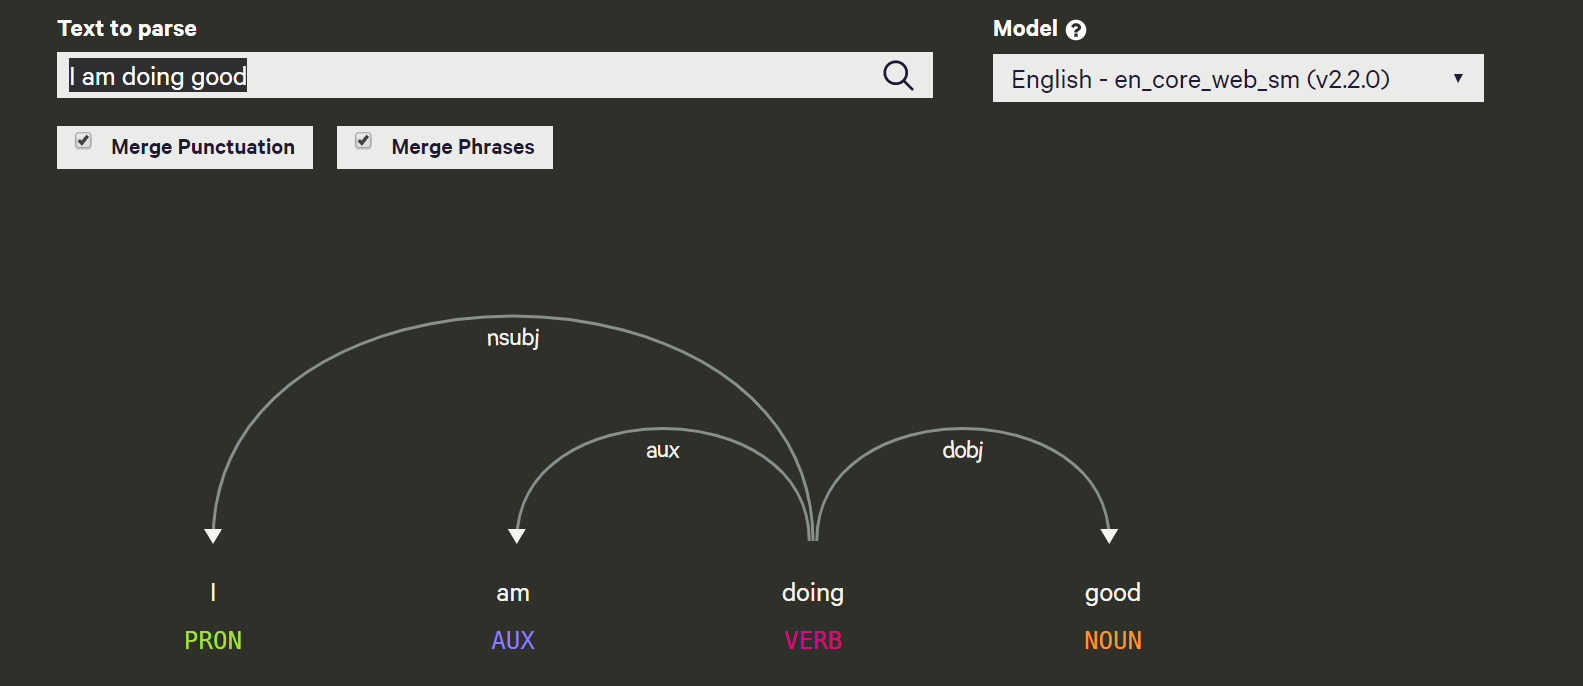 Text to parse
Model ?
I am doing good
English - en_core_web_sm (v2.2.0)
Merge Punctuation
Merge Phrases
nsubj
aux
dobj
I am doing good
PRON AUX VERB NOUN